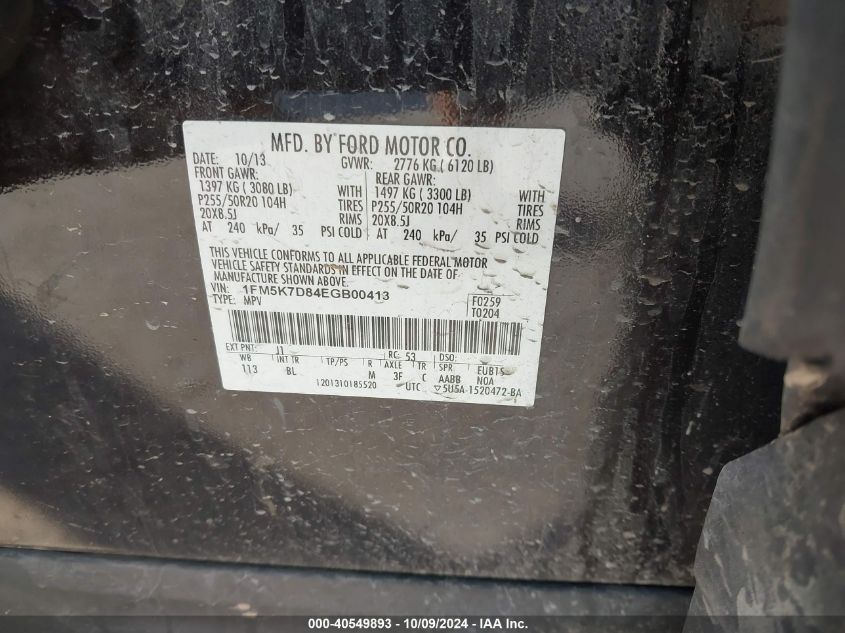 MFD. BY FORD MOTOR CO.
DATE: 10/13 GVWR: 2776 KG ( 6120 LB)
FRONT GAWR: REAR GAWR:
1397 KG ( 3080 LB) WITH 1497 KG ( 3300 LB) WITH
P255/50R20 104H TIRES P255/50R20 104H TIRES
20X8.5J RIMS 20X8.5J RIMS
AT 240 kPa/ 35 PSI COLD AT 240 kPa/ 35 PSI COLD
THIS VEHICLE CONFORMS TO ALL APPLICABLE FEDERAL MOTOR
VEHICLE SAFETY STANDARDS IN EFFECT ON THE DATE OF
MANUFACTURE SHOWN ABOVE.
VIN: 1FM5K7D84EGB00413 F0259
TYPE: MPV T0204
EXT PNT: J1 RC: 53 DSO:
WB INT TR TP/PS R AXLE TR SPR EUBTS
113 BL M 3F C AABB NOA
1201310185520 UTC ▽5U5A-1520472-BA
000-40549893 - 10/09/2024 - IAA Inc.